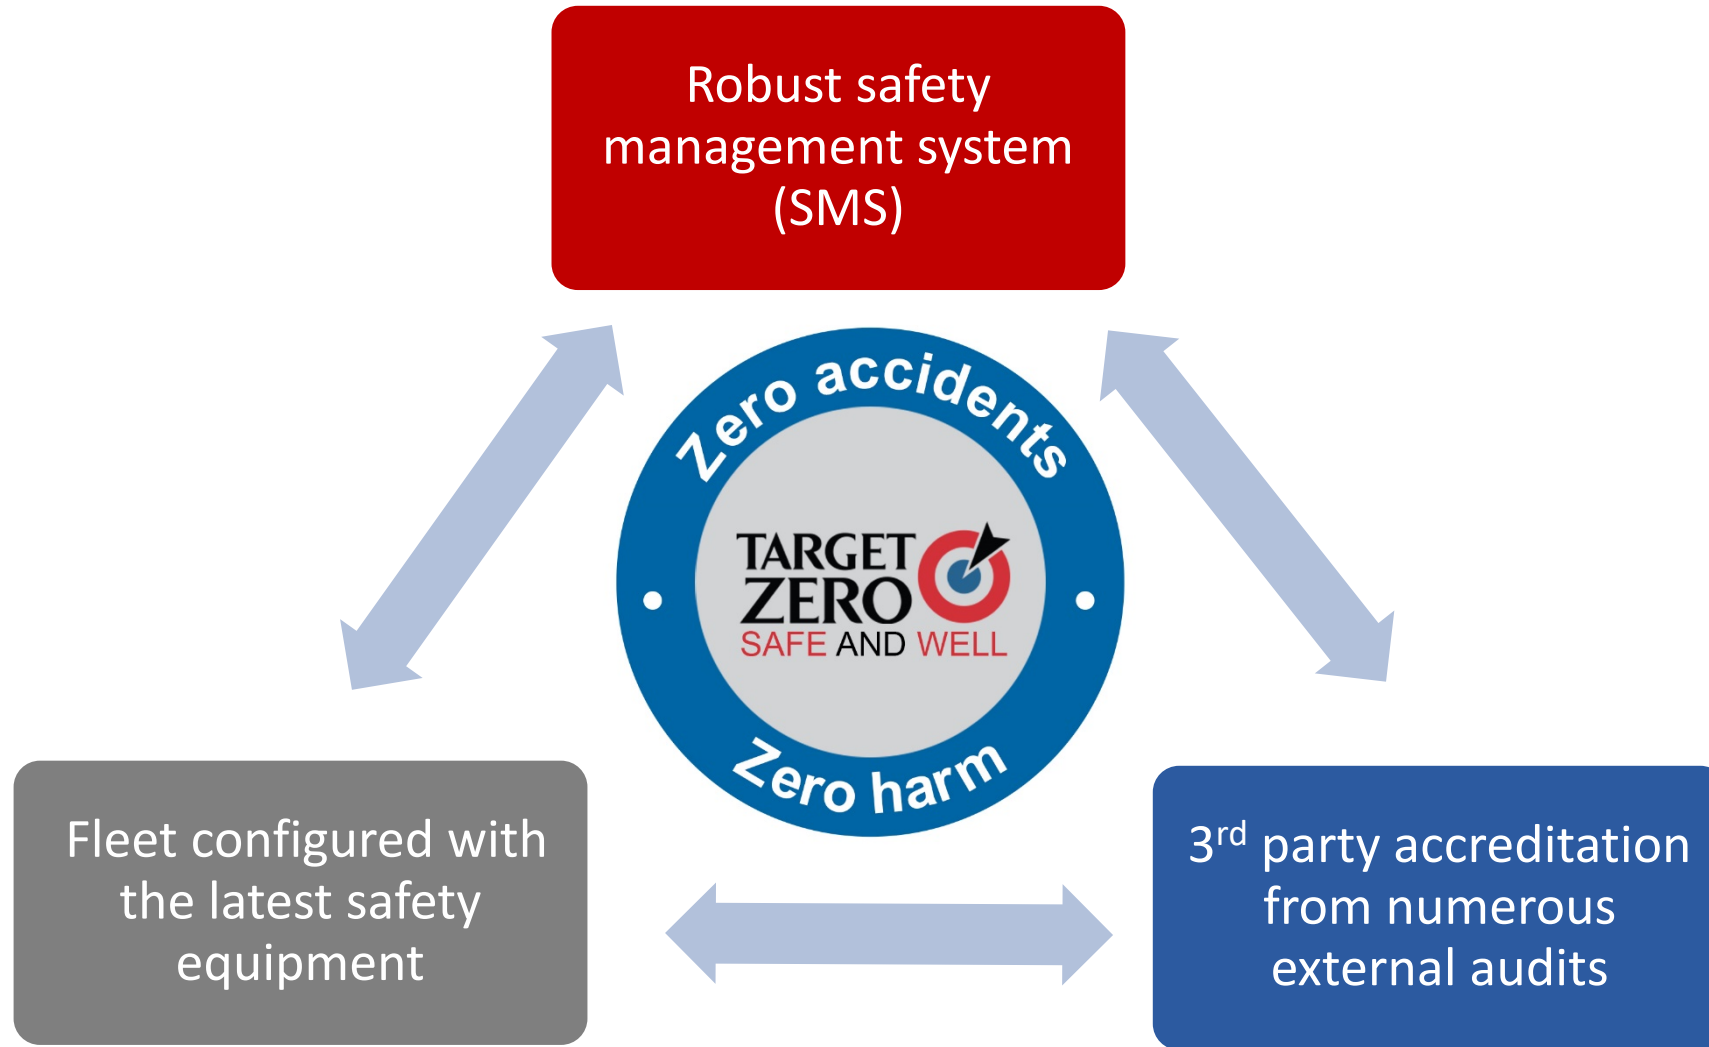 Robust safety
management system
(SMS)
Zero accidents
TARGET
ZERO
SAFE AND WELL
Zero harm
Fleet configured with
the latest safety
equipment
3rd party accreditation
from numerous
external audits